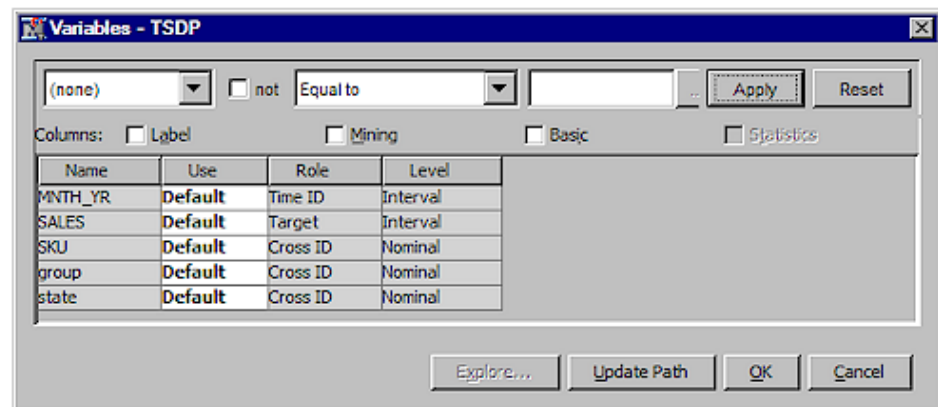 Variables - TSDP
(none) not Equal to .. Apply Reset
Columns: Label Mining Basic Statistics
Name Use Role Level
MNTH_YR Default Time ID Interval
SALES Default Target Interval
SKU Default Cross ID Nominal
group Default Cross ID Nominal
state Default Cross ID Nominal
Explore... Update Path OK Cancel